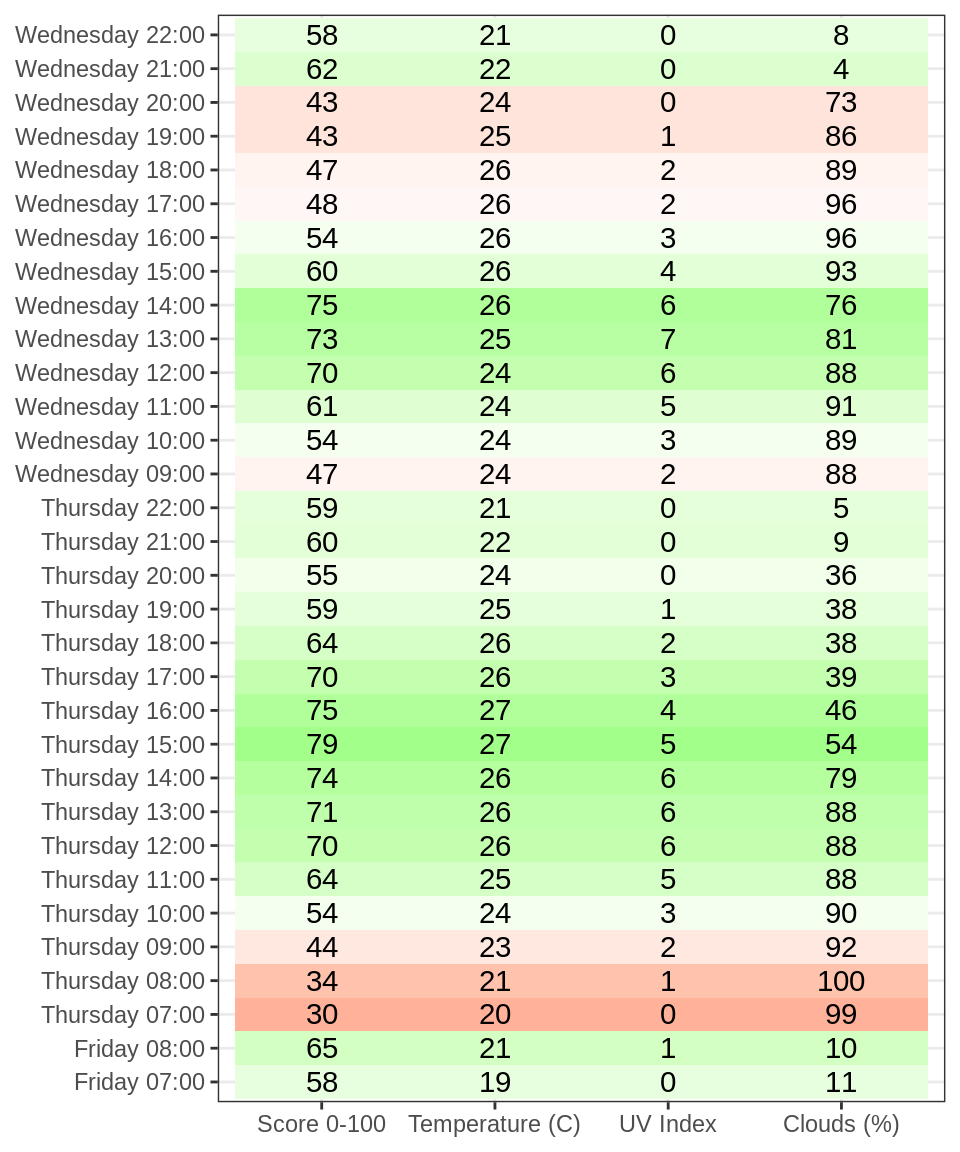 Wednesday 22:00 58 21 0 8
Wednesday 21:00 62 22 0 4
Wednesday 20:00 43 24 0 73
Wednesday 19:00 43 25 1 86
Wednesday 18:00 47 26 2 89
Wednesday 17:00 48 26 2 96
Wednesday 16:00 54 26 3 96
Wednesday 15:00 60 26 4 93
Wednesday 14:00 75 26 6 76
Wednesday 13:00 73 25 7 81
Wednesday 12:00 70 24 6 88
Wednesday 11:00 61 24 5 91
Wednesday 10:00 54 24 3 89
Wednesday 09:00 47 24 2 88
Thursday 22:00 59 21 0 5
Thursday 21:00 60 22 0 9
Thursday 20:00 55 24 0 36
Thursday 19:00 59 25 1 38
Thursday 18:00 64 26 2 38
Thursday 17:00 70 26 3 39
Thursday 16:00 75 27 4 46
Thursday 15:00 79 27 5 54
Thursday 14:00 74 26 6 79
Thursday 13:00 71 26 6 88
Thursday 12:00 70 26 6 88
Thursday 11:00 64 25 5 88
Thursday 10:00 54 24 3 90
Thursday 09:00 44 23 2 92
Thursday 08:00 34 21 1 100
Thursday 07:00 30 20 0 99
Friday 08:00 65 21 1 10
Friday 07:00 58 19 0 11
Score 0-100 Temperature (C) UV Index Clouds (%)